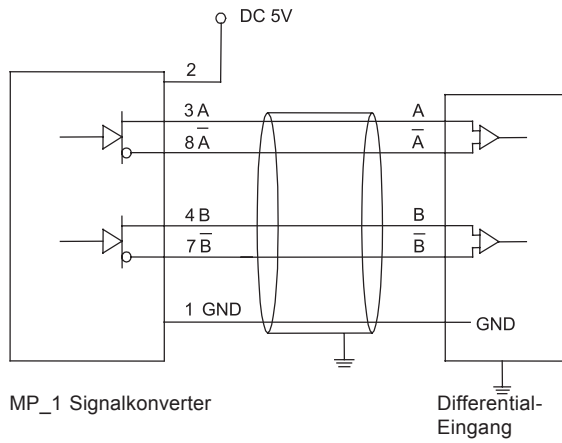 DC 5V
2
3 A A
8 A̅ A̅
4 B B
7 B̅ B̅
1 GND GND
MP_1 Signalkonverter
Differential-
Eingang